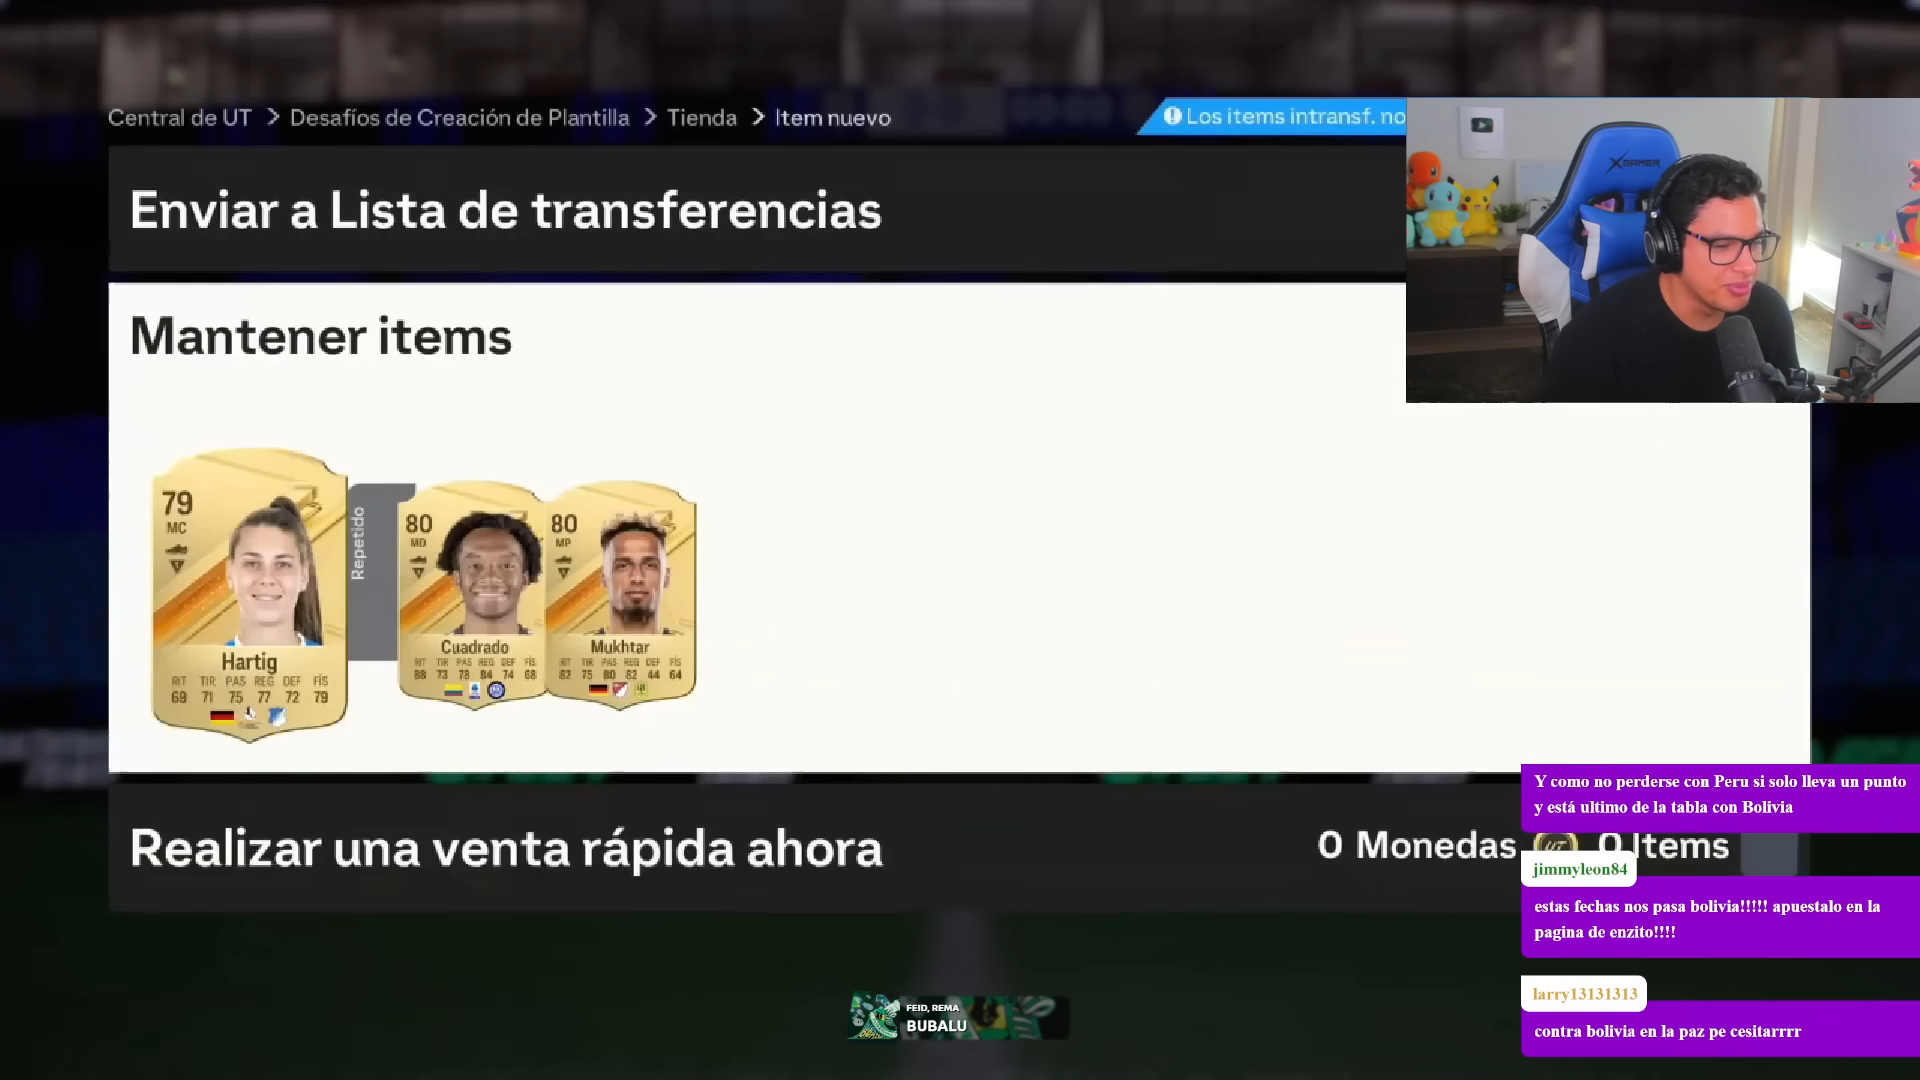 Central de UT > Desafíos de Creación de Plantilla > Tienda > Item nuevo
Los items intransf. no
Enviar a Lista de transferencias
Mantener items
79
MC
Hartig
RIT TIR PAS REG DEF FÍS
69 71 75 77 72 79
Repetido
80
MD
Cuadrado
RIT TIR PAS REG DEF FÍS
88 73 78 84 74 68
80
MP
Mukhtar
RIT TIR PAS REG DEF FÍS
82 75 80 82 44 64
Realizar una venta rápida ahora
0 Monedas
0 Items
XGAMER
Y como no perderse con Peru si solo lleva un punto
y está ultimo de la tabla con Bolivia
jimmyleon84
estas fechas nos pasa bolivia!!!!! apuestalo en la
pagina de enzito!!!!
larry13131313
contra bolivia en la paz pe cesitarrrr
FEID, REMA
BUBALU